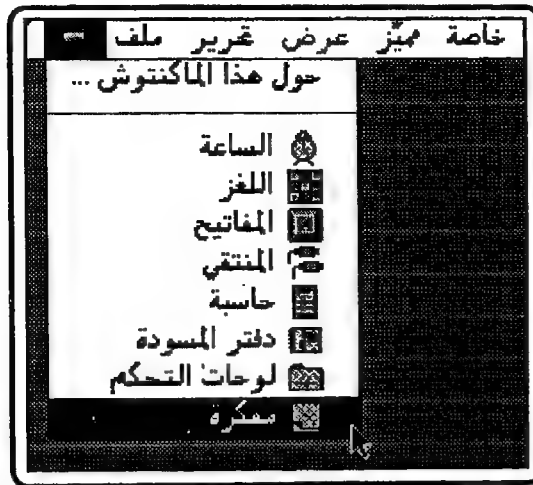 خاصة مميّز عرض تحرير ملف
حول هذا الماكنتوش ...
الساعة
اللغز
المفاتيح
المنتقي
حاسبة
دفتر المسودة
لوحات التحكم
مفكرة